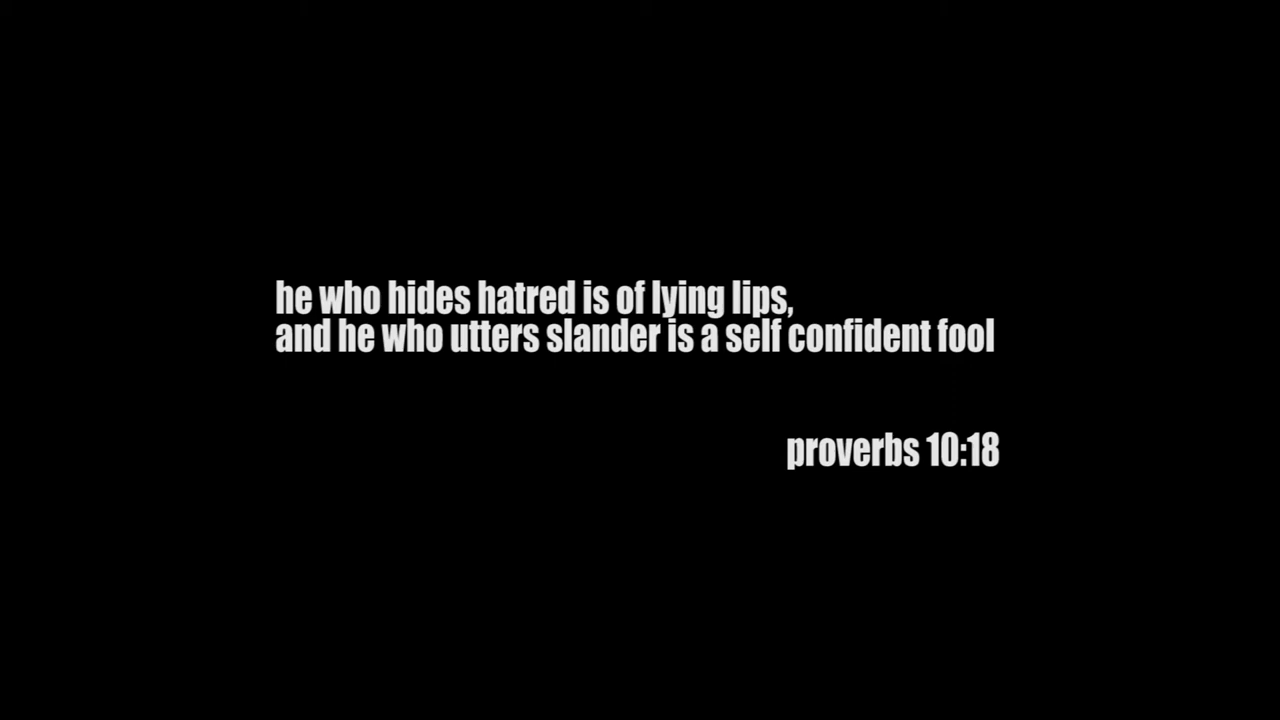 he who hides hatred is of lying lips,
and he who utters slander is a self confident fool
proverbs 10:18